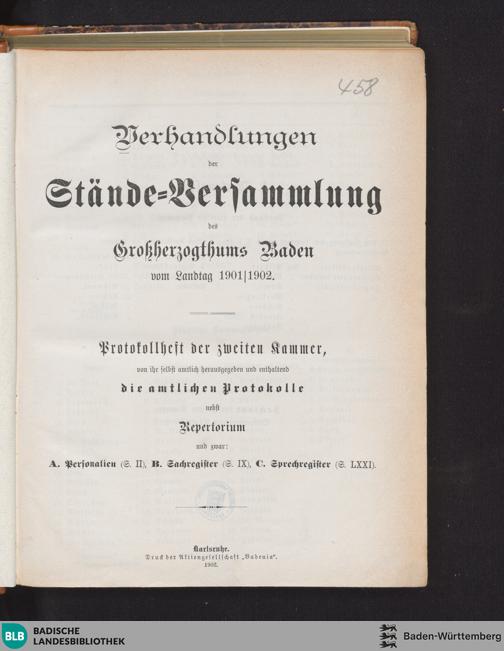 458
Verhandlungen
der
Stände=Versammlung
des
Großherzogthums Baden
vom Landtag 1901|1902.
Protokollheft der zweiten Kammer,
von ihr selbst amtlich herausgegeben und enthaltend
die amtlichen Protokolle
nebst
Repertorium
und zwar:
A. Personalien (S. II), B. Sachregister (S. IX), C. Sprechregister (S. LXXI).
Karlsruhe.
Druck der Aktiengesellschaft „Badenia“.
1902.
BLB BADISCHE
LANDESBIBLIOTHEK
Baden-Württemberg